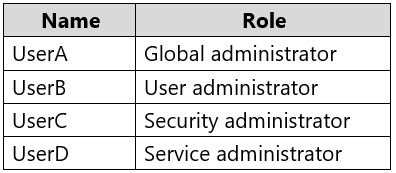 Name Role
UserA Global administrator
UserB User administrator
UserC Security administrator
UserD Service administrator